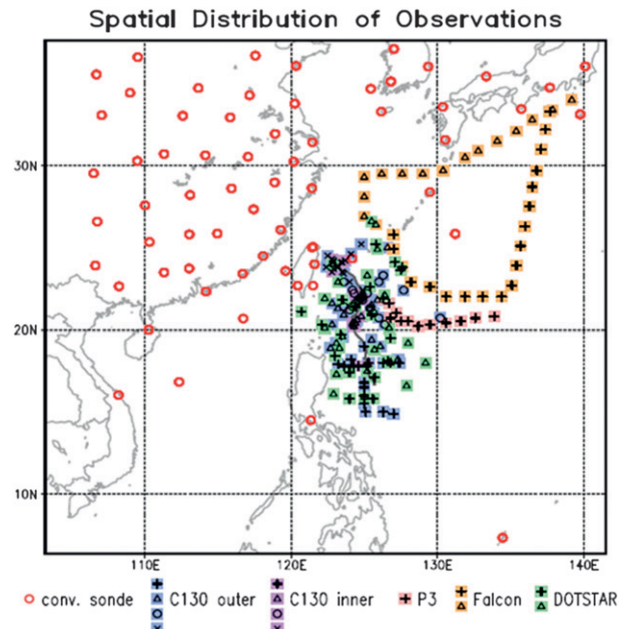 Spatial Distribution of Observations
30N
20N
10N
110E 120E 130E 140E
conv. sonde C130 outer C130 inner P3 Falcon DOTSTAR